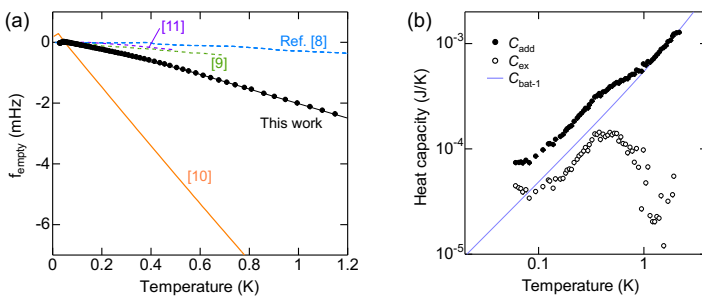 (a)
f_empty (mHz)
0
-2
-4
-6
[11]
Ref. [8]
[9]
This work
[10]
0
0.2
0.4
0.6
0.8
1.0
1.2
Temperature (K)
(b)
Heat capacity (J/K)
10⁻³
10⁻⁴
10⁻⁵
C_add
C_ex
C_bat-1
0.1
1
Temperature (K)